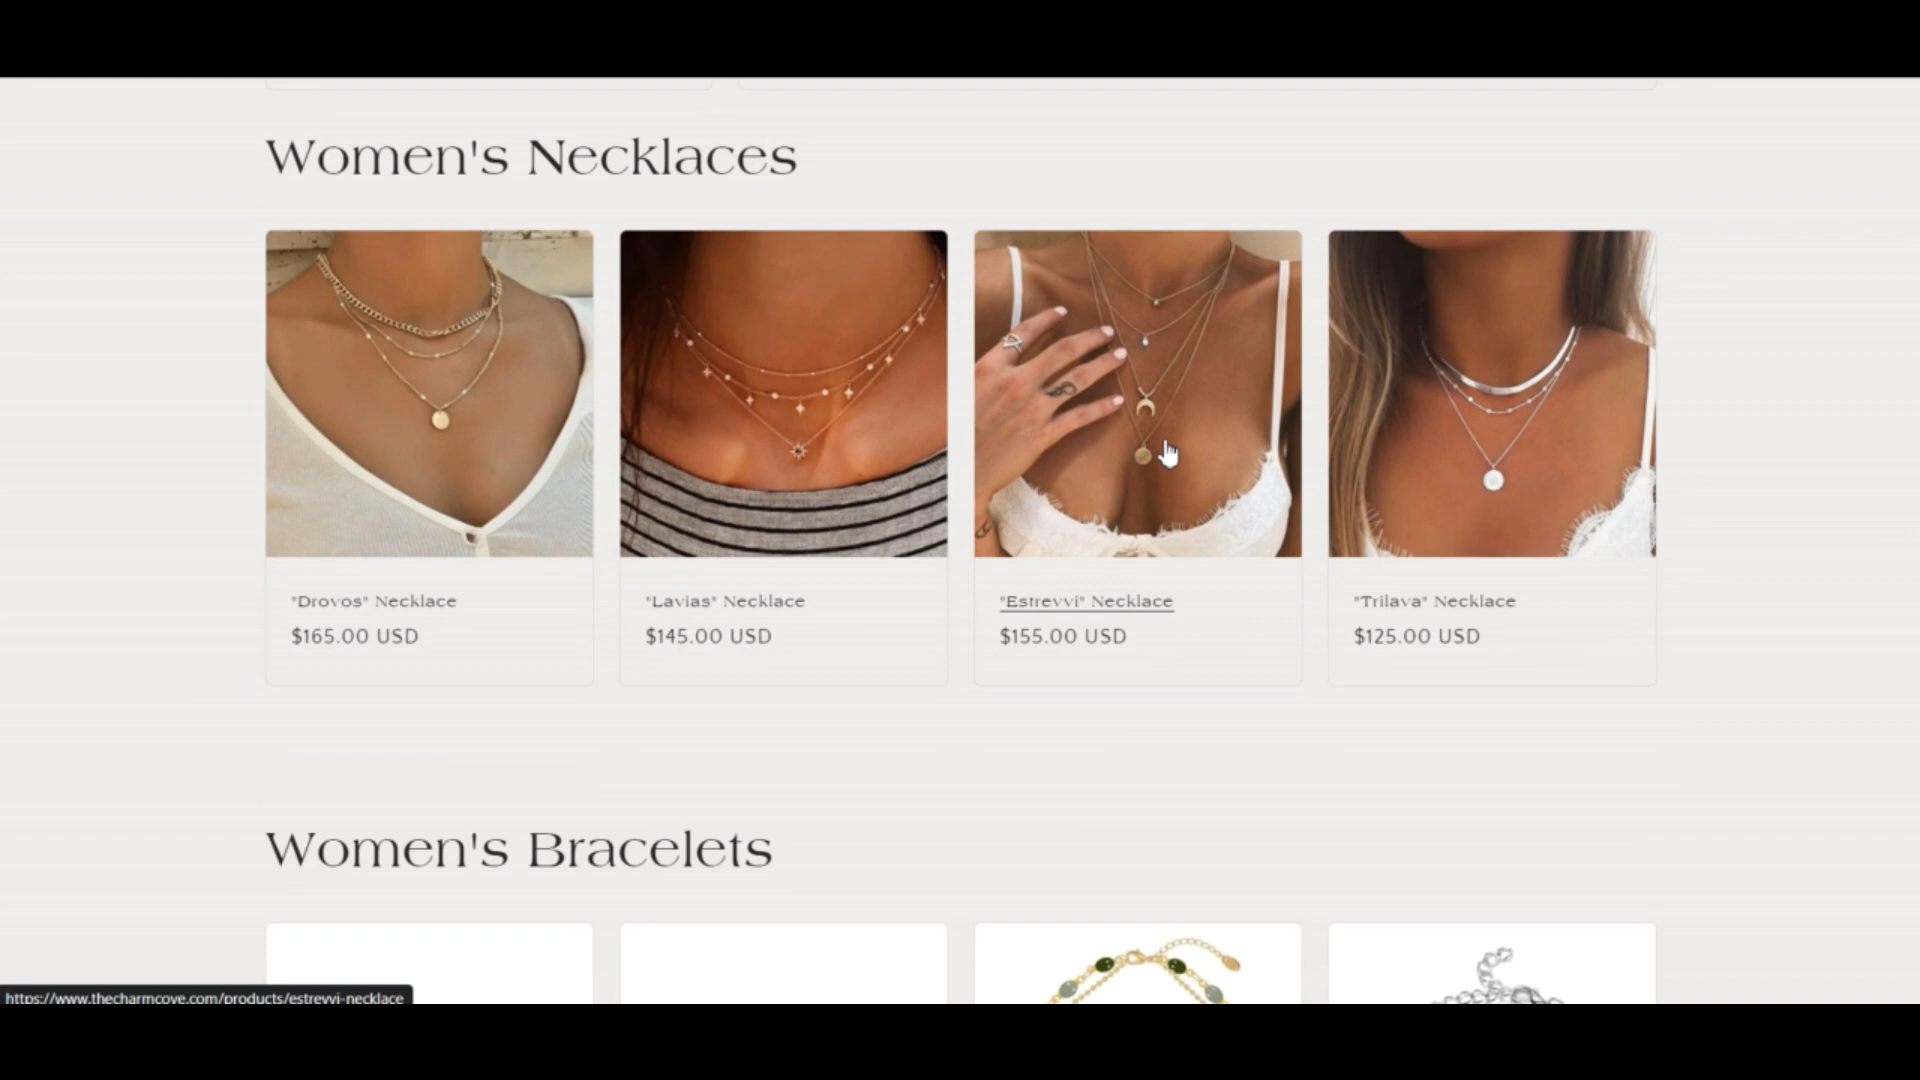 Women's Necklaces
"Drovos" Necklace
$165.00 USD
"Lavias" Necklace
$145.00 USD
"Estrevvi" Necklace
$155.00 USD
"Trilava" Necklace
$125.00 USD
Women's Bracelets
https://www.thecharmcove.com/products/estrevvi-necklace